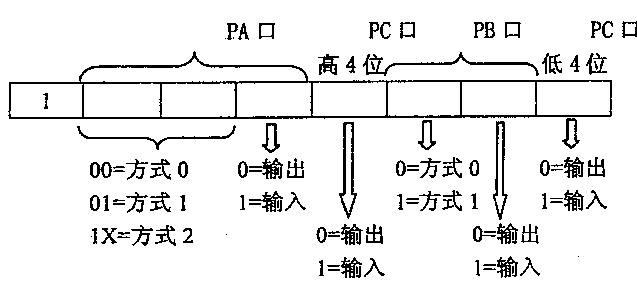 PA 口 PC 口 PB 口 PC 口
高 4 位 低 4 位
1
00=方式 0 0=输出 0=方式 0 0=输出
01=方式 1 1=输入 1=方式 1 1=输入
1X=方式 2 0=输出 0=输出
1=输入 1=输入